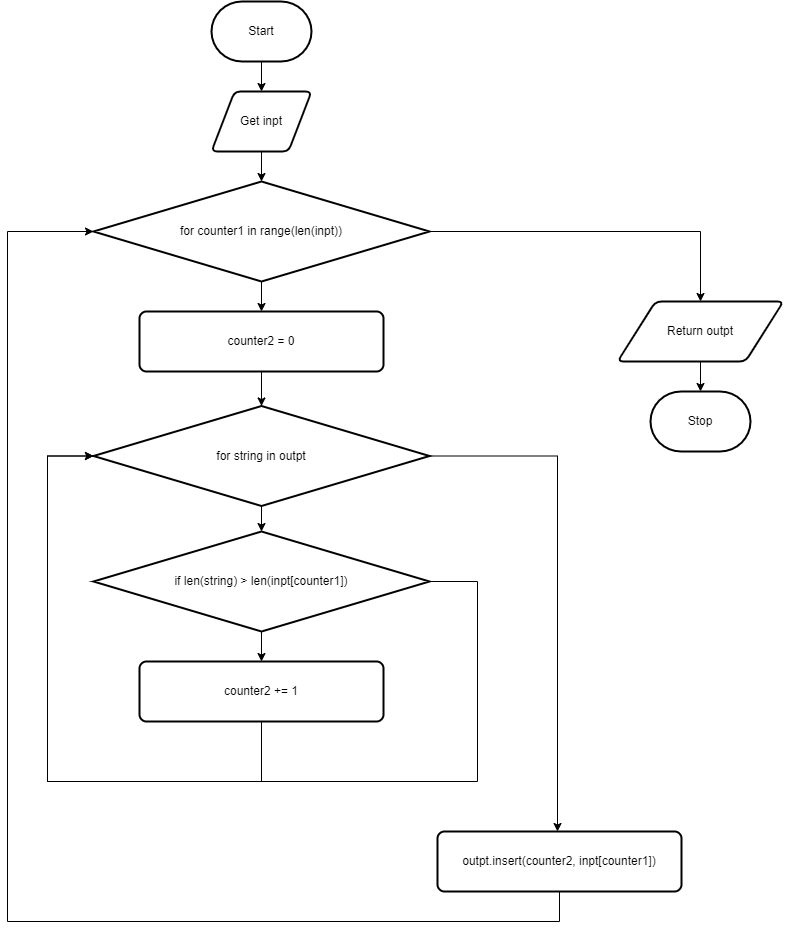 Start
Get inpt
for counter1 in range(len(inpt))
counter2 = 0
Return outpt
Stop
for string in outpt
if len(string) > len(inpt[counter1])
counter2 += 1
outpt.insert(counter2, inpt[counter1])